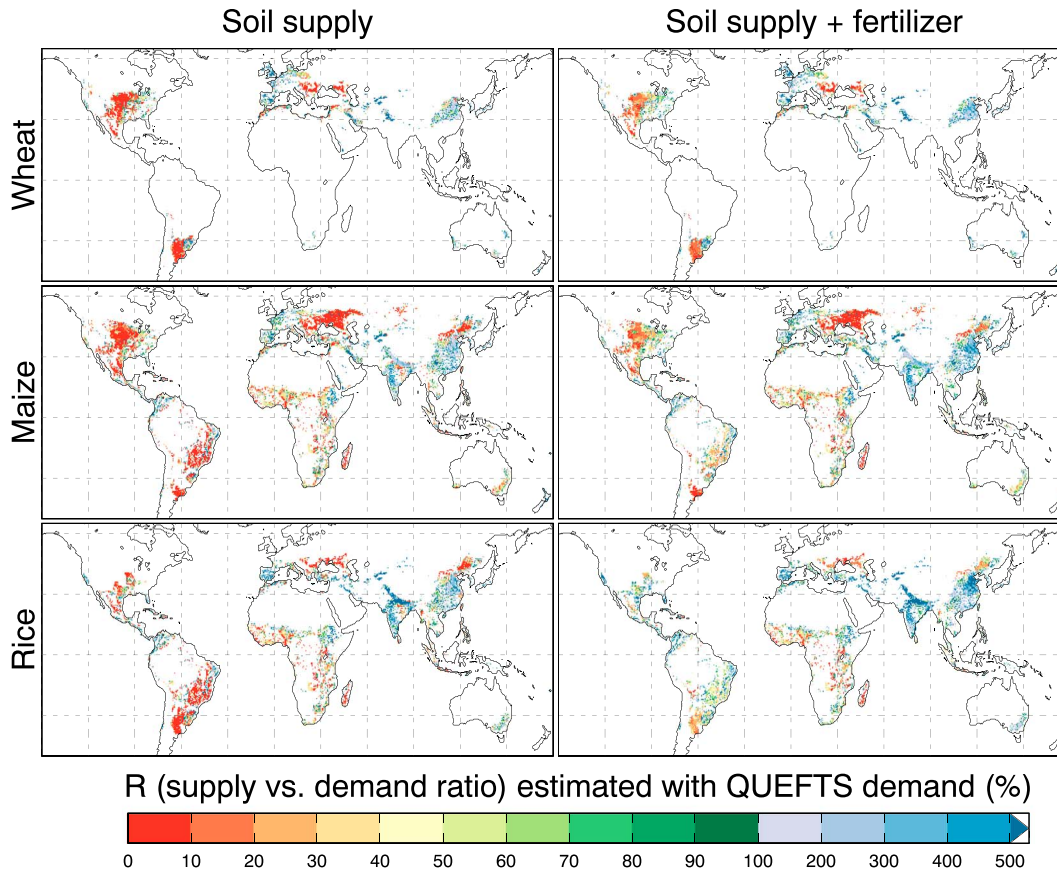 Soil supply
Soil supply + fertilizer
Wheat
Maize
Rice
R (supply vs. demand ratio) estimated with QUEFTS demand (%)
0 10 20 30 40 50 60 70 80 90 100 200 300 400 500